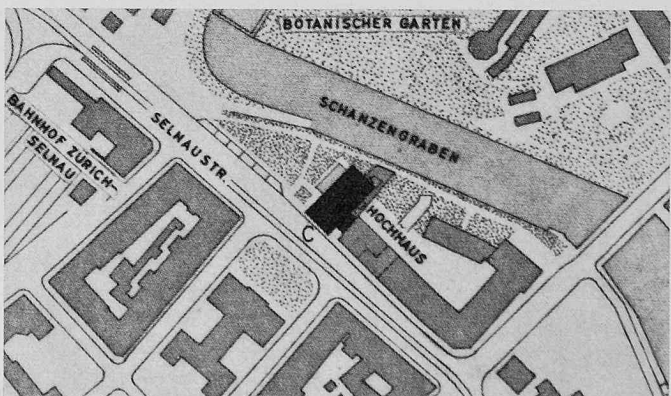 BOTANISCHER GARTEN
SCHANZENGRABEN
BAHNHOF ZÜRICH-
SELNAU
SELNAUSTR.
HOCHHAUS